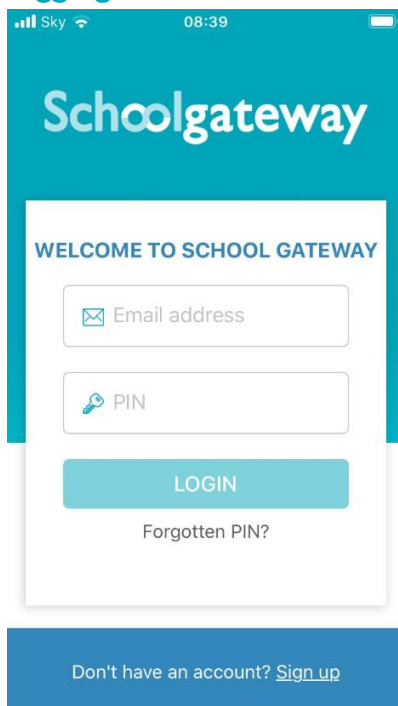 Sky 08:39
Schoolgateway
WELCOME TO SCHOOL GATEWAY
Email address
PIN
LOGIN
Forgotten PIN?
Don't have an account? Sign up